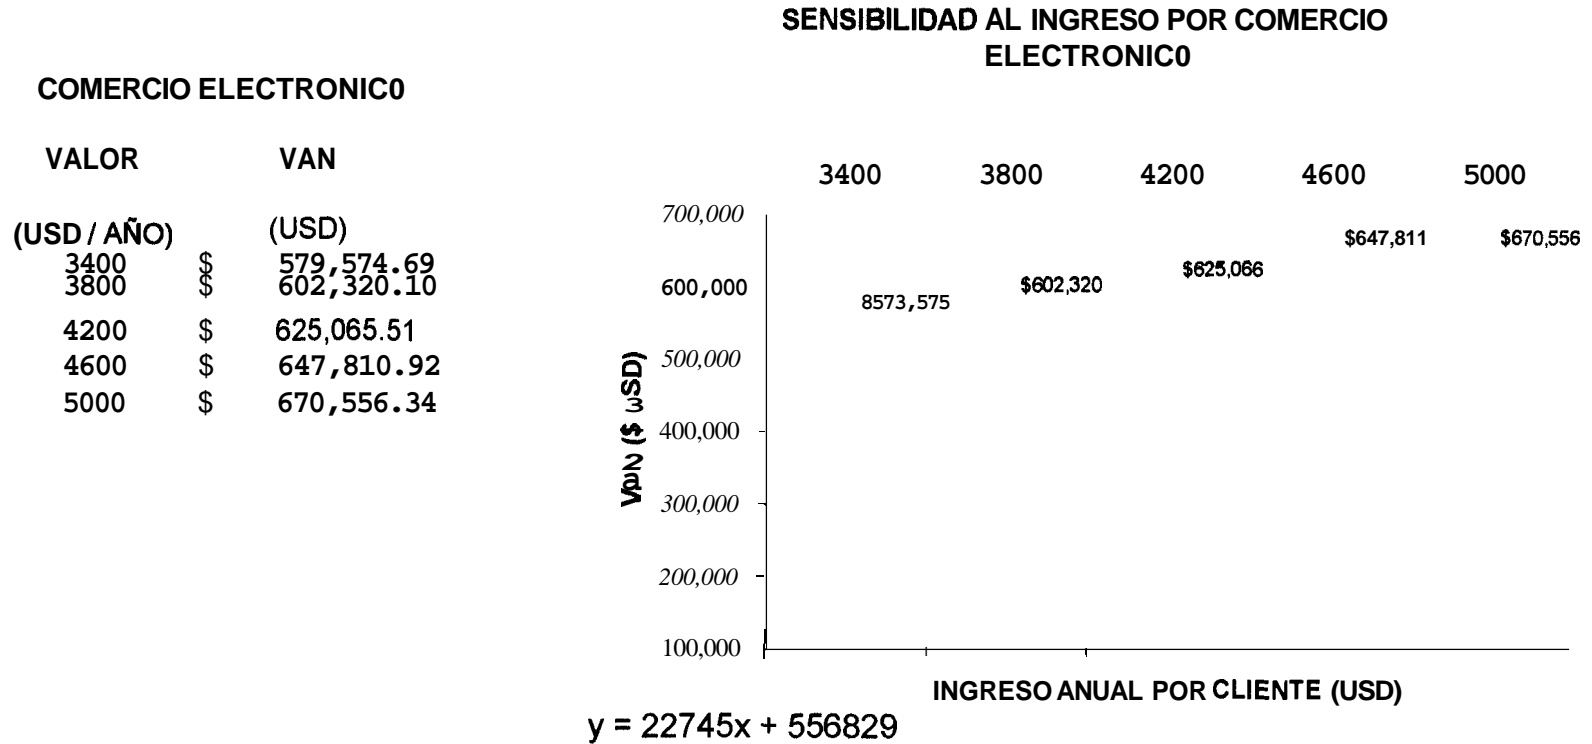 COMERCIO ELECTRONIC0
VALOR VAN
(USD / AÑO) (USD)
3400 $ 579,574.69
3800 $ 602,320.10
4200 $ 625,065.51
4600 $ 647,810.92
5000 $ 670,556.34
SENSIBILIDAD AL INGRESO POR COMERCIO
ELECTRONIC0
3400 3800 4200 4600 5000
700,000
600,000
500,000
400,000
300,000
200,000
100,000
8573,575
$602,320
$625,066
$647,811
$670,556
($ USD)
INGRESO ANUAL POR CLIENTE (USD)
y = 22745x + 556829